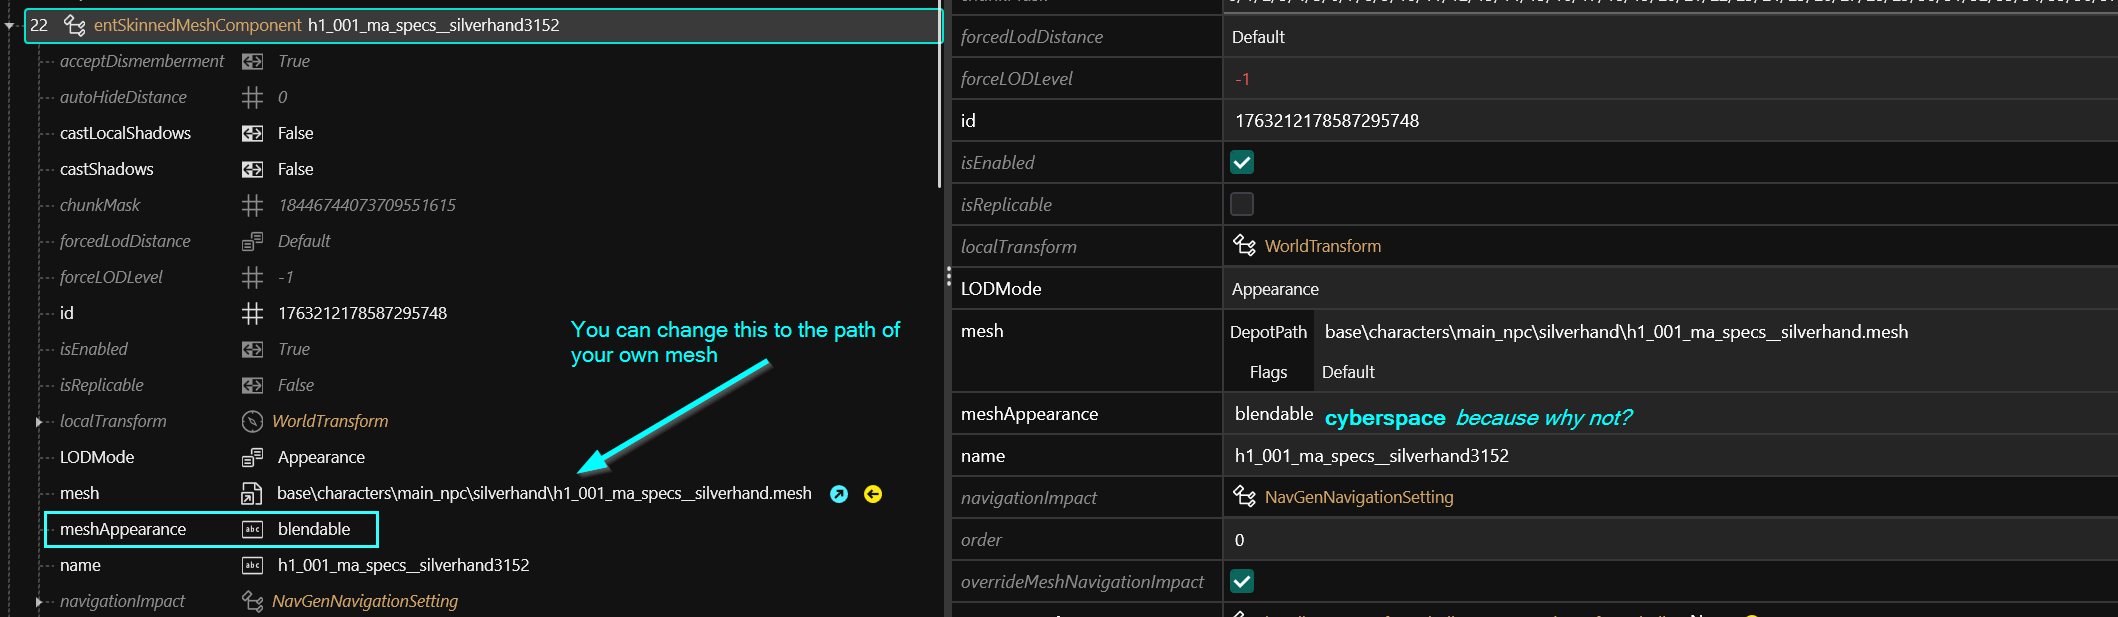 22 entSkinnedMeshComponent h1_001_ma_specs__silverhand3152
acceptDismemberment True
autoHideDistance 0
castLocalShadows False
castShadows False
chunkMask 18446744073709551615
forcedLodDistance Default
forceLODLevel -1
id 1763212178587295748
isEnabled True
isReplicable False
localTransform WorldTransform
LODMode Appearance
mesh base\characters\main_npc\silverhand\h1_001_ma_specs__silverhand.mesh
meshAppearance abc blendable
name abc h1_001_ma_specs__silverhand3152
navigationImpact NavGenNavigationSetting
You can change this to the path of
your own mesh
forcedLodDistance Default
forceLODLevel -1
id 1763212178587295748
isEnabled
isReplicable
localTransform WorldTransform
LODMode Appearance
mesh DepotPath base\characters\main_npc\silverhand\h1_001_ma_specs__silverhand.mesh
Flags Default
meshAppearance blendable cyberspace because why not?
name h1_001_ma_specs__silverhand3152
navigationImpact NavGenNavigationSetting
order 0
overrideMeshNavigationImpact